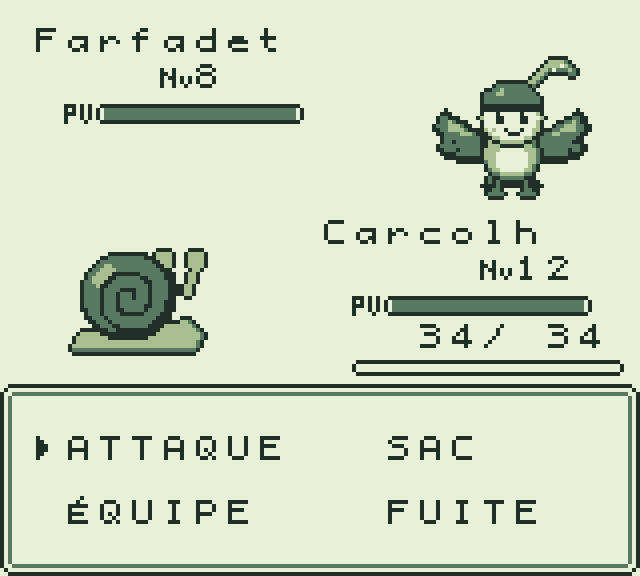 Farfadet
Nv8
PV
Carcolh
Nv12
PV
34/ 34
ATTAQUE SAC
ÉQUIPE FUITE